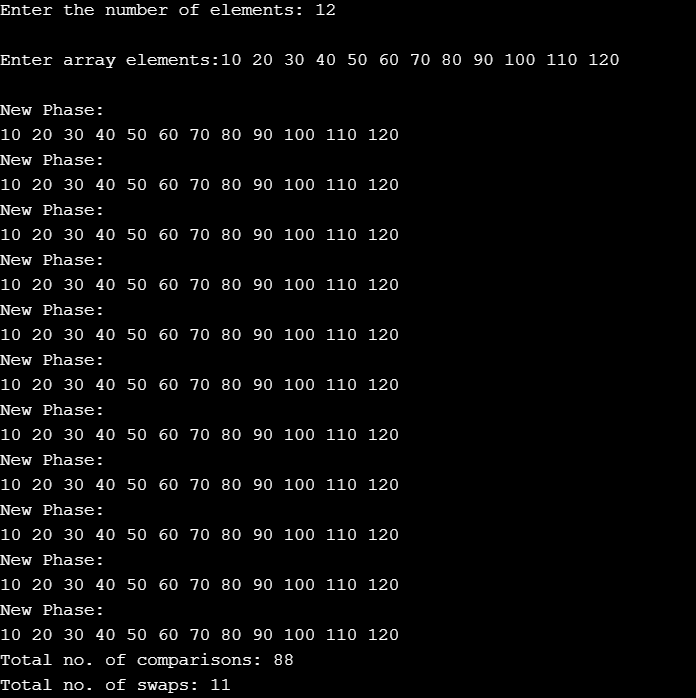 Enter the number of elements: 12
Enter array elements:10 20 30 40 50 60 70 80 90 100 110 120
New Phase:
10 20 30 40 50 60 70 80 90 100 110 120
New Phase:
10 20 30 40 50 60 70 80 90 100 110 120
New Phase:
10 20 30 40 50 60 70 80 90 100 110 120
New Phase:
10 20 30 40 50 60 70 80 90 100 110 120
New Phase:
10 20 30 40 50 60 70 80 90 100 110 120
New Phase:
10 20 30 40 50 60 70 80 90 100 110 120
New Phase:
10 20 30 40 50 60 70 80 90 100 110 120
New Phase:
10 20 30 40 50 60 70 80 90 100 110 120
New Phase:
10 20 30 40 50 60 70 80 90 100 110 120
New Phase:
10 20 30 40 50 60 70 80 90 100 110 120
New Phase:
10 20 30 40 50 60 70 80 90 100 110 120
Total no. of comparisons: 88
Total no. of swaps: 11